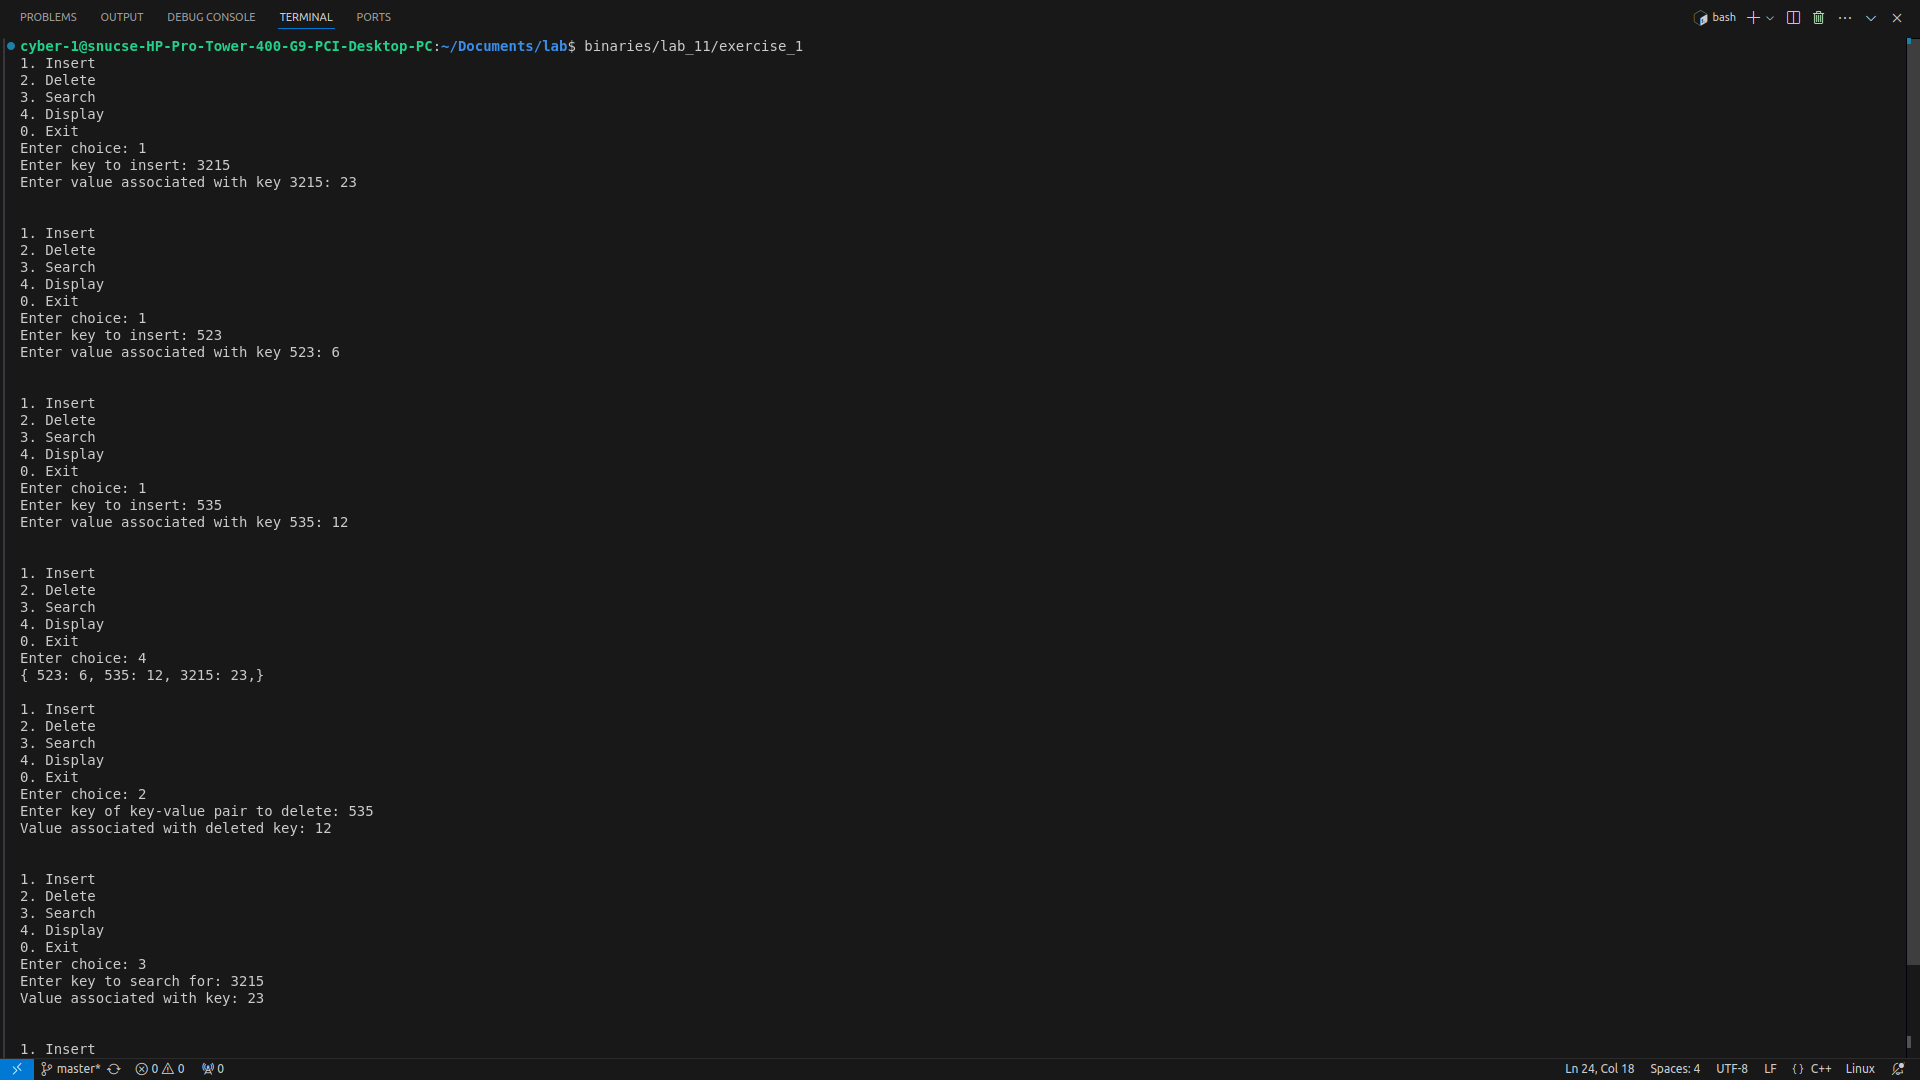 PROBLEMS OUTPUT DEBUG CONSOLE TERMINAL PORTS bash
cyber-1@snucse-HP-Pro-Tower-400-G9-PCI-Desktop-PC:~/Documents/lab$ binaries/lab_11/exercise_1
1. Insert
2. Delete
3. Search
4. Display
0. Exit
Enter choice: 1
Enter key to insert: 3215
Enter value associated with key 3215: 23
1. Insert
2. Delete
3. Search
4. Display
0. Exit
Enter choice: 1
Enter key to insert: 523
Enter value associated with key 523: 6
1. Insert
2. Delete
3. Search
4. Display
0. Exit
Enter choice: 1
Enter key to insert: 535
Enter value associated with key 535: 12
1. Insert
2. Delete
3. Search
4. Display
0. Exit
Enter choice: 4
{ 523: 6, 535: 12, 3215: 23,}
1. Insert
2. Delete
3. Search
4. Display
0. Exit
Enter choice: 2
Enter key of key-value pair to delete: 535
Value associated with deleted key: 12
1. Insert
2. Delete
3. Search
4. Display
0. Exit
Enter choice: 3
Enter key to search for: 3215
Value associated with key: 23
1. Insert
master* 0 0 0 Ln 24, Col 18 Spaces: 4 UTF-8 LF {} C++ Linux